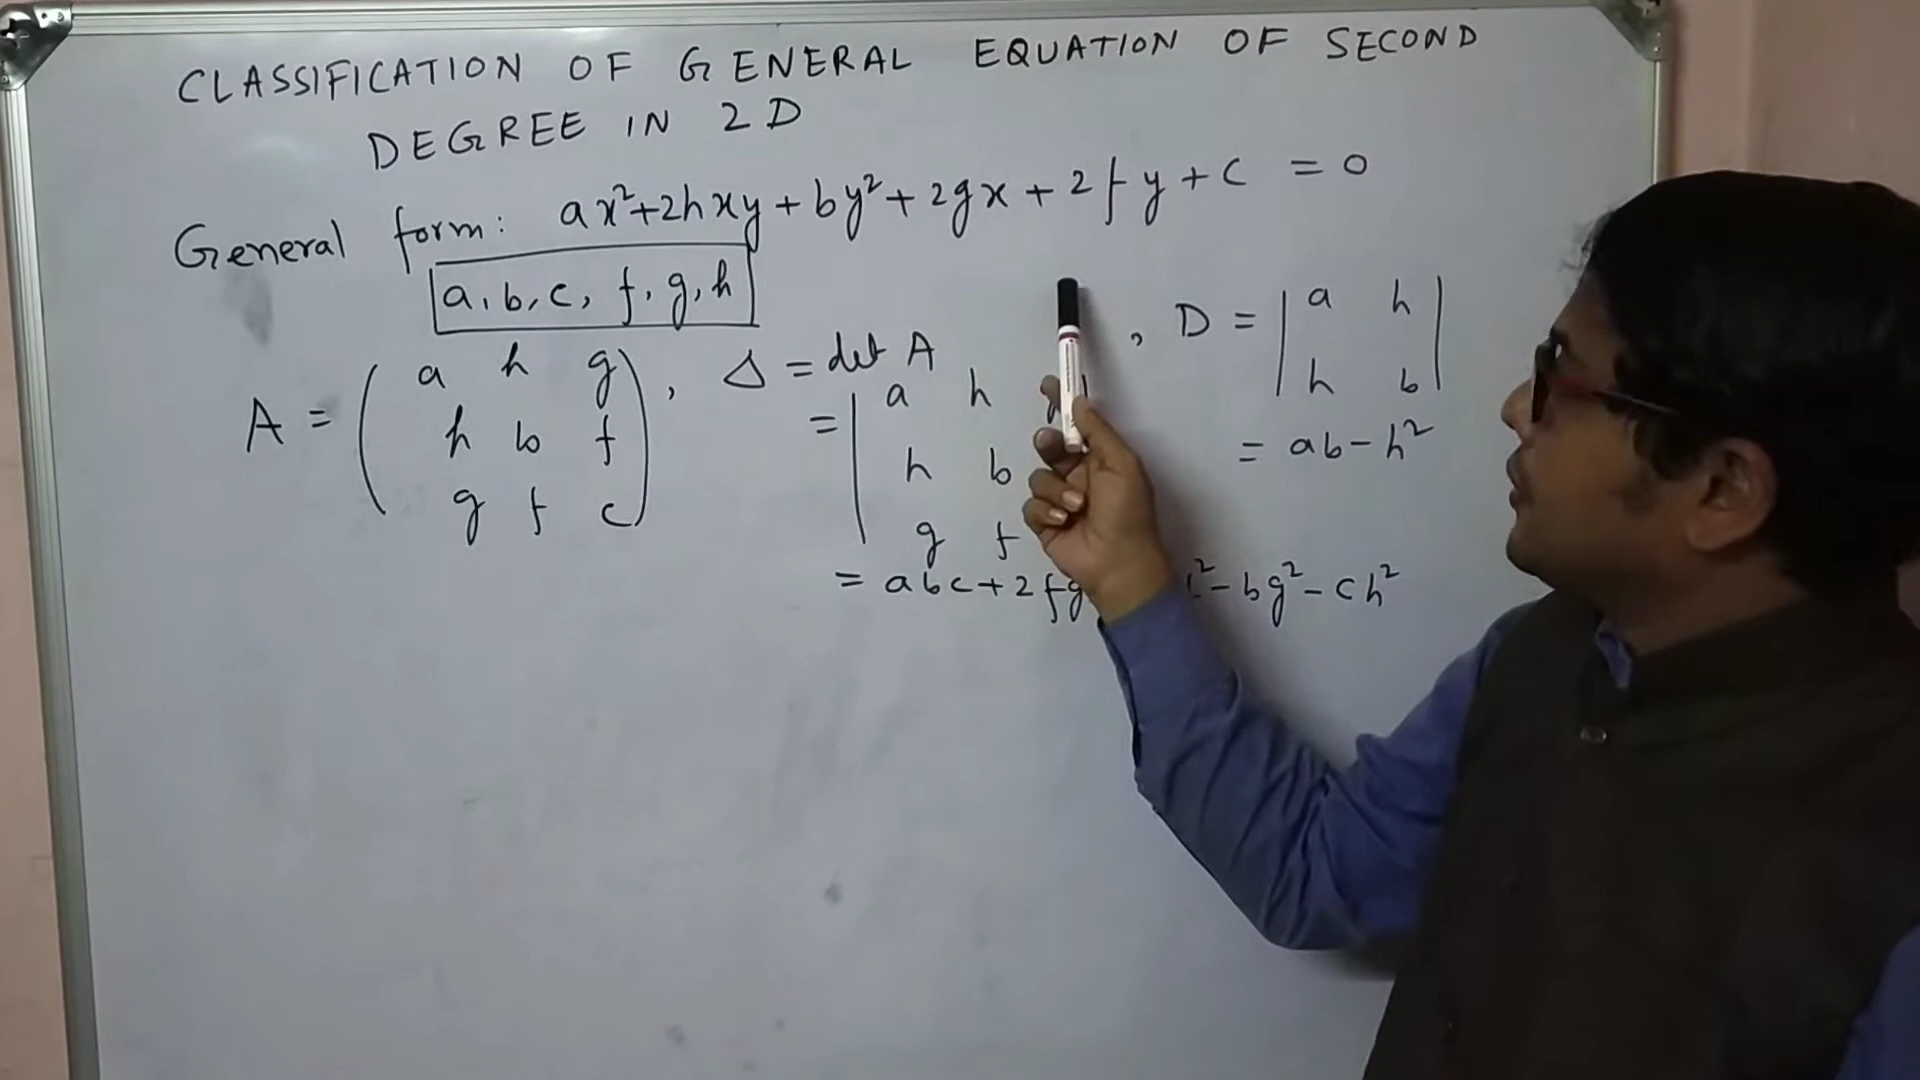 CLASSIFICATION OF GENERAL EQUATION OF SECOND
DEGREE IN 2D
General form: ax²+2hxy+by²+2gx+2fy+c = 0
a, b, c, f, g, h
A = ( a h g
h b f
g f c ) , Δ = det A
= | a h
h b
g f
= abc+2fg ² - bg² - ch²
, D = | a h
h b |
= ab - h²